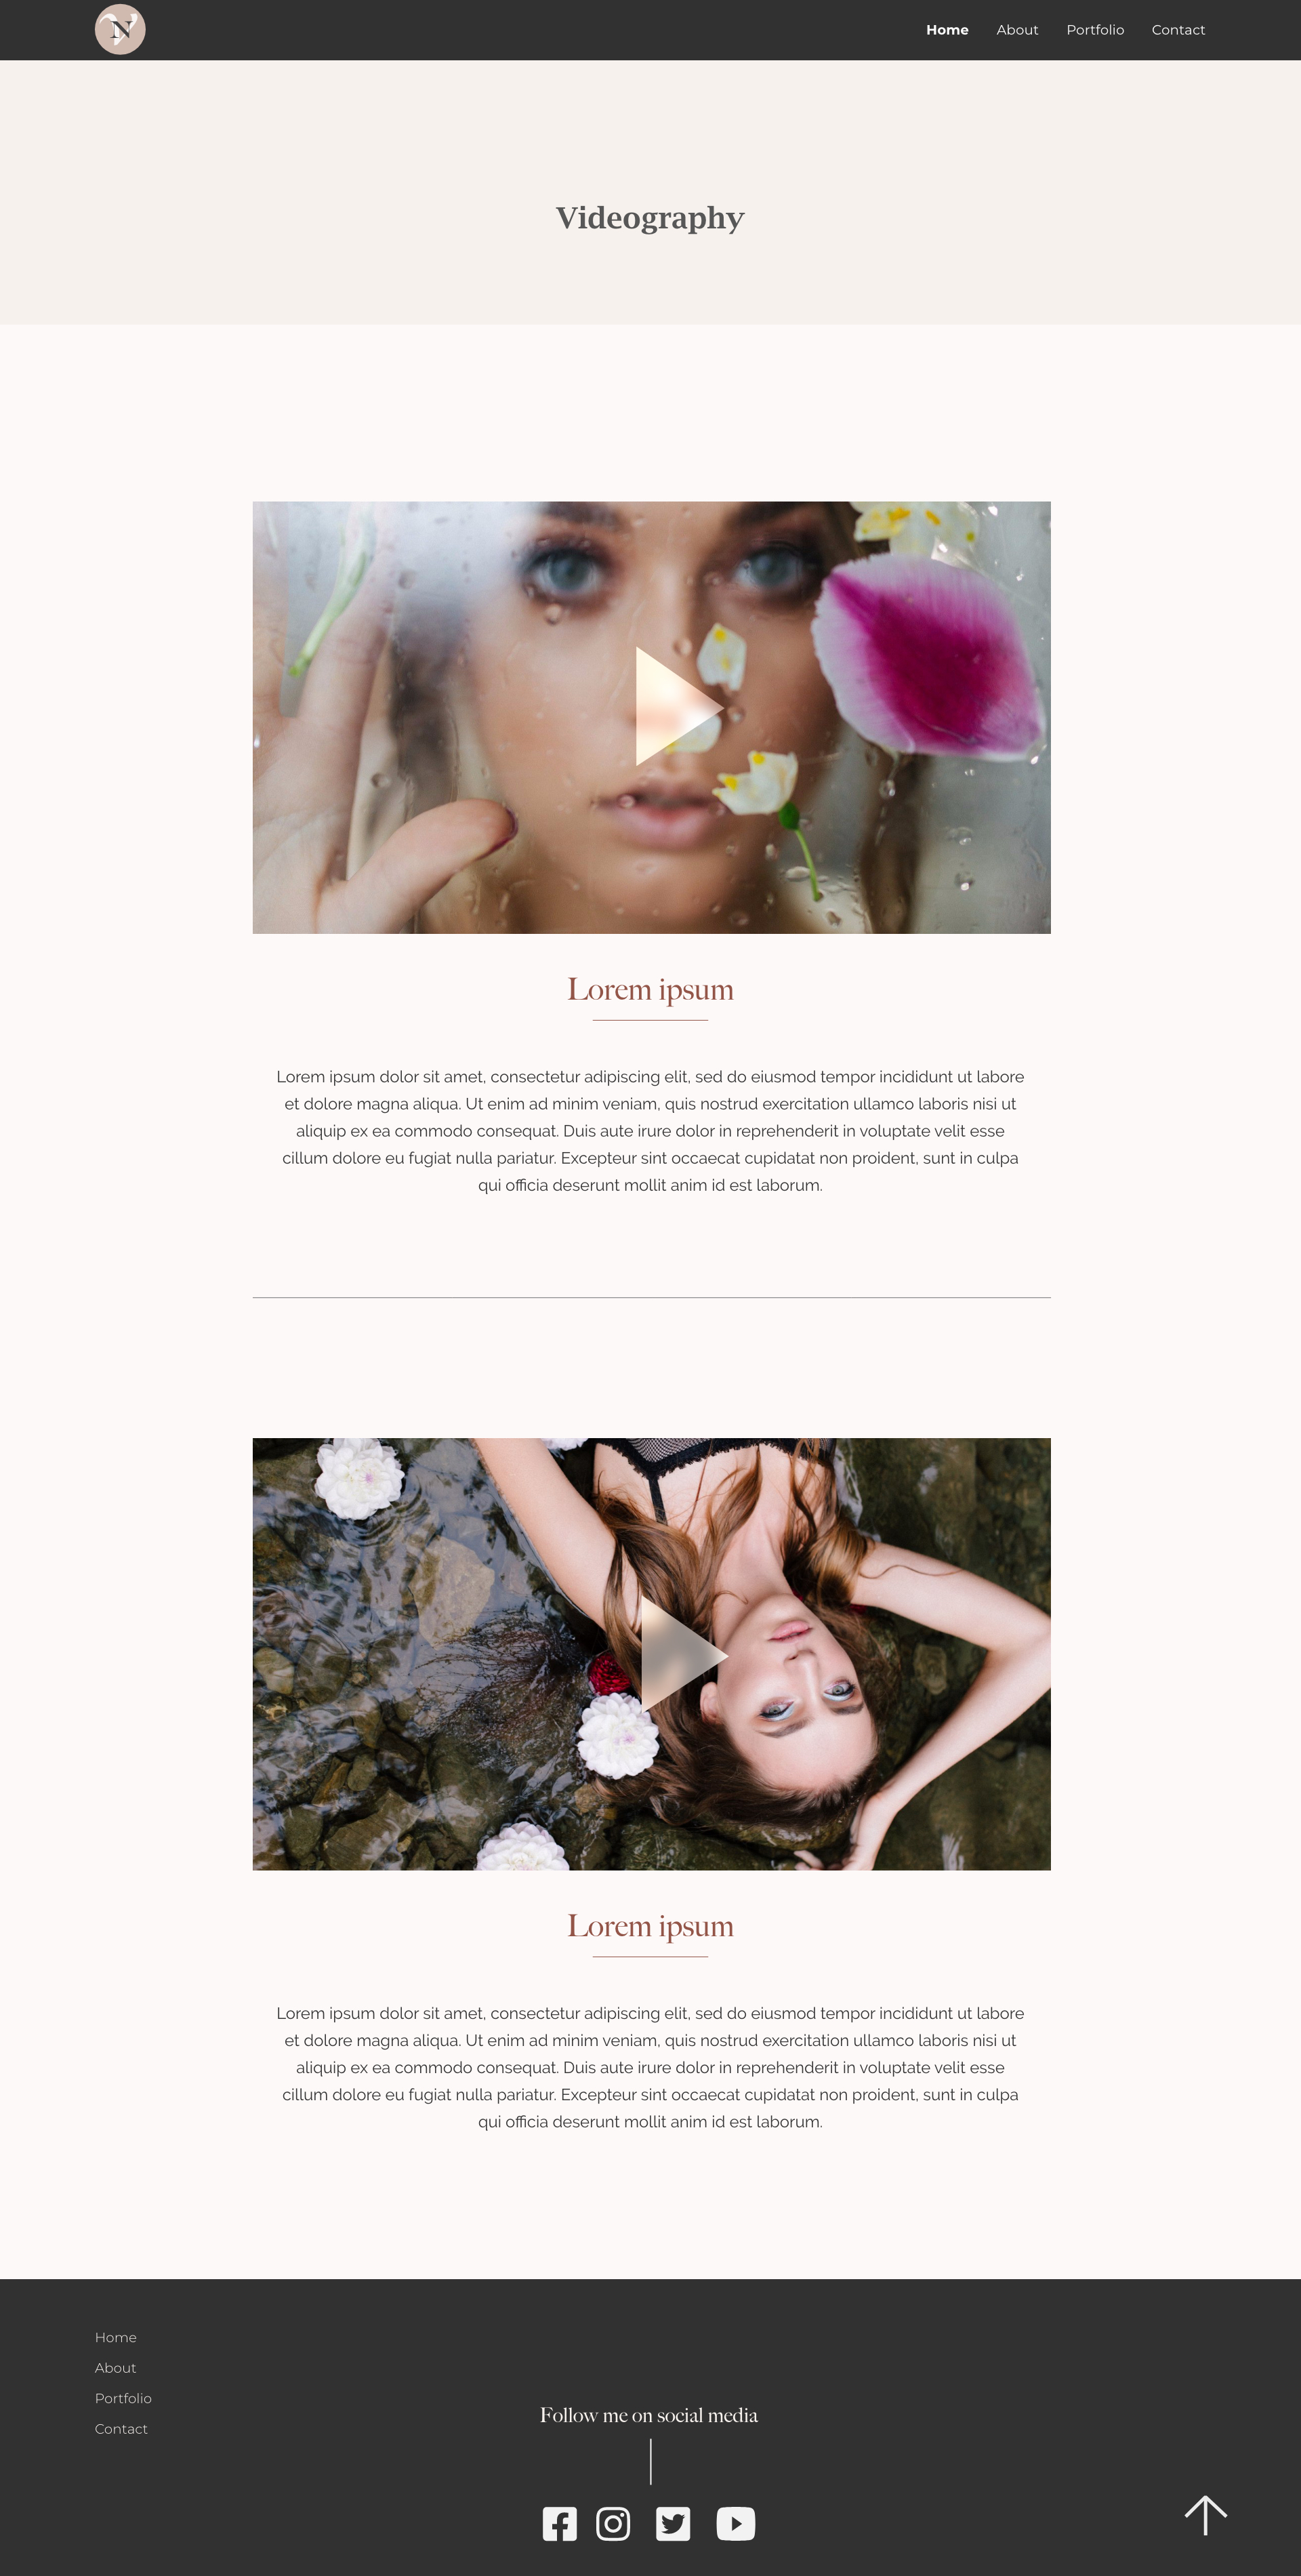 N
Home About Portfolio Contact
Videography
Lorem ipsum
Lorem ipsum dolor sit amet, consectetur adipiscing elit, sed do eiusmod tempor incididunt ut labore
et dolore magna aliqua. Ut enim ad minim veniam, quis nostrud exercitation ullamco laboris nisi ut
aliquip ex ea commodo consequat. Duis aute irure dolor in reprehenderit in voluptate velit esse
cillum dolore eu fugiat nulla pariatur. Excepteur sint occaecat cupidatat non proident, sunt in culpa
qui officia deserunt mollit anim id est laborum.
Lorem ipsum
Lorem ipsum dolor sit amet, consectetur adipiscing elit, sed do eiusmod tempor incididunt ut labore
et dolore magna aliqua. Ut enim ad minim veniam, quis nostrud exercitation ullamco laboris nisi ut
aliquip ex ea commodo consequat. Duis aute irure dolor in reprehenderit in voluptate velit esse
cillum dolore eu fugiat nulla pariatur. Excepteur sint occaecat cupidatat non proident, sunt in culpa
qui officia deserunt mollit anim id est laborum.
Home
About
Portfolio
Contact
Follow me on social media